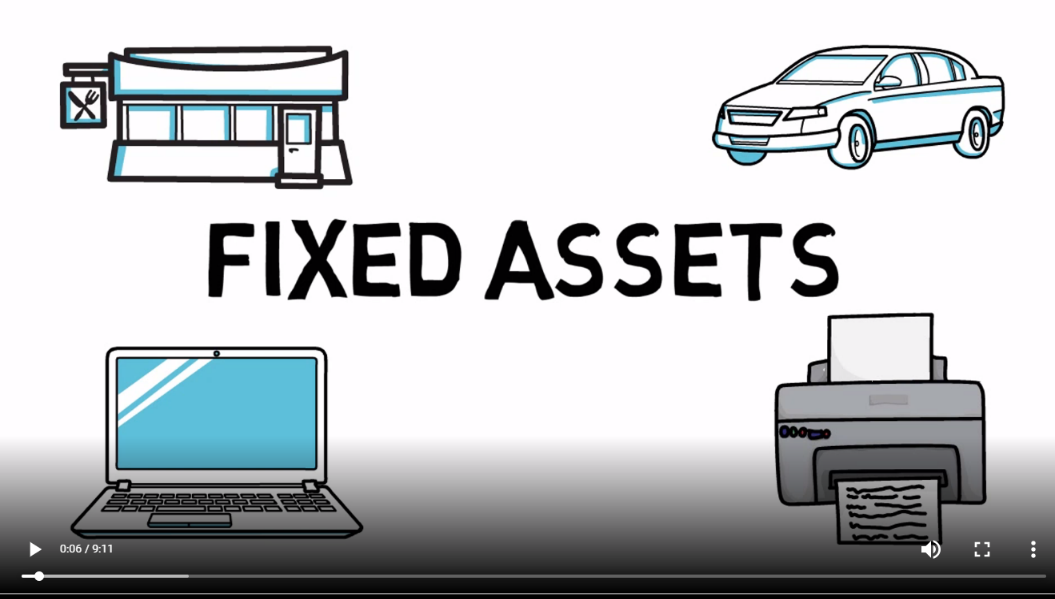 FIXED ASSETS
0:06 / 9:11